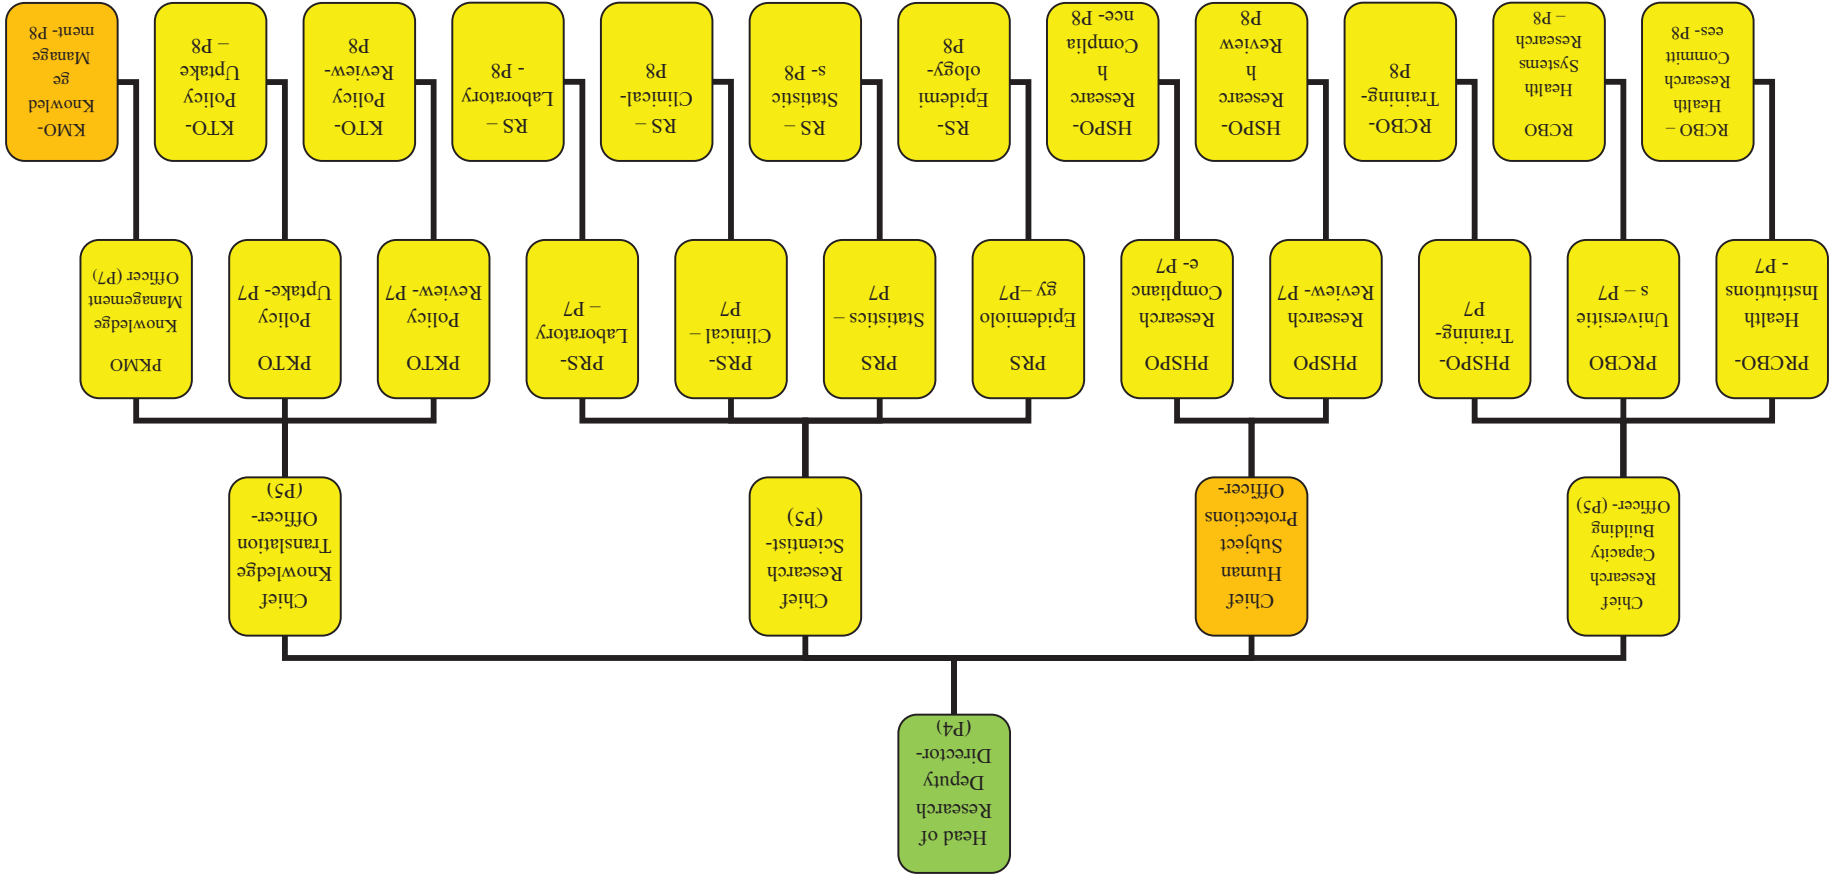 Head of
Research
Deputy
Director-
(P4)
Chief
Research
Capacity
Building
Officer- (P5)
Chief
Human
Subject
Protections
Officer-
Chief
Research
Scientist-
(P5)
Chief
Knowledge
Translation
Officer-
(P5)
PRCBO-
Health
Institutions
- P7
PRCBO
Universitie
s – P7
PHSPO-
Training-
P7
PHSPO
Research
Review- P7
PHSPO
Research
Complianc
e- P7
PRS
Epidemiolo
gy –P7
PRS
Statistics –
P7
PRS-
Clinical –
P7
PRS-
Laboratory
– P7
PKTO
Policy
Review- P7
PKTO
Policy
Uptake- P7
PKMO
Knowledge
Management
Officer (P7)
RCBO –
Health
Research
Committ
ees- P8
RCBO
Health
Systems
Research
– P8
RCBO-
Training-
P8
HSPO-
Researc
h
Review
P8
HSPO-
Researc
h
Complia
nce- P8
RS-
Epidemi
ology-
P8
RS –
Statistic
s- P8
RS –
Clinical-
P8
RS –
Laboratory
- P8
KTO-
Policy
Review-
P8
KTO-
Policy
Uptake
– P8
KMO-
Knowled
ge
Manage
ment- P8